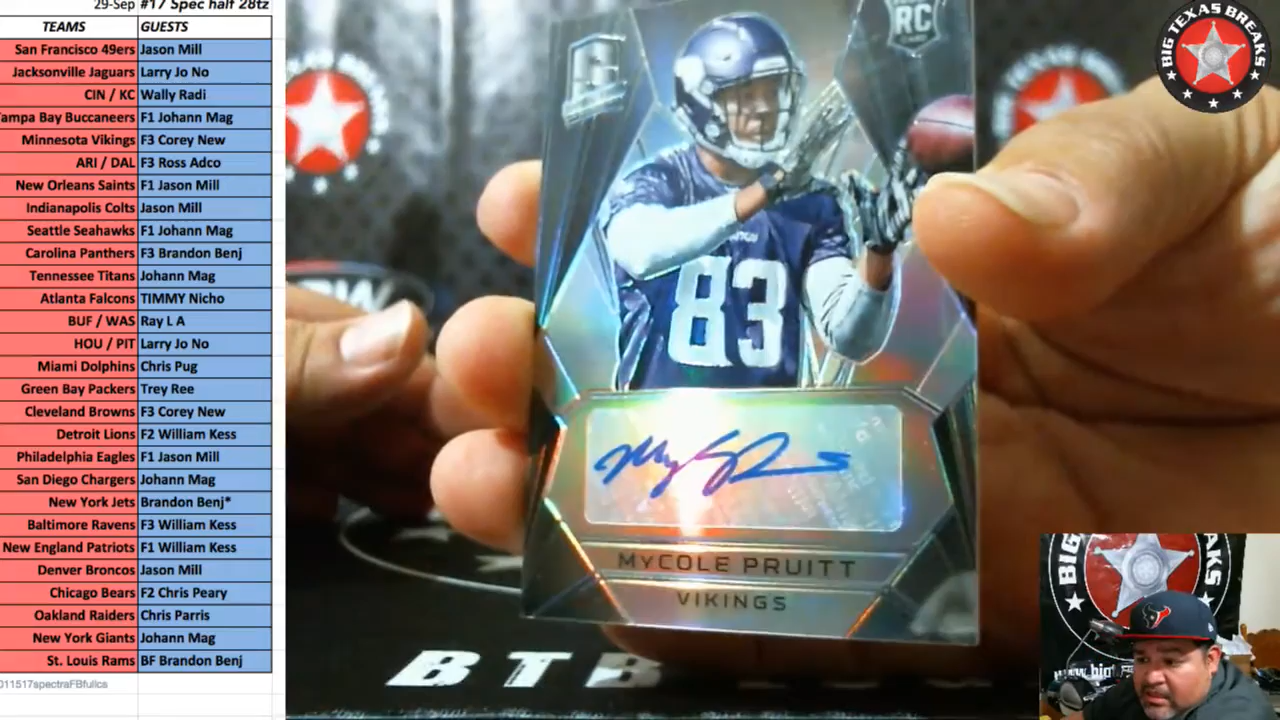 29-Sep #17 Spec half 28tz
TEAMS GUESTS
San Francisco 49ers Jason Mill
Jacksonville Jaguars Larry Jo No
CIN / KC Wally Radi
Tampa Bay Buccaneers F1 Johann Mag
Minnesota Vikings F3 Corey New
ARI / DAL F3 Ross Adco
New Orleans Saints F1 Jason Mill
Indianapolis Colts Jason Mill
Seattle Seahawks F1 Johann Mag
Carolina Panthers F3 Brandon Benj
Tennessee Titans Johann Mag
Atlanta Falcons TIMMY Nicho
BUF / WAS Ray L A
HOU / PIT Larry Jo No
Miami Dolphins Chris Pug
Green Bay Packers Trey Ree
Cleveland Browns F3 Corey New
Detroit Lions F2 William Kess
Philadelphia Eagles F1 Jason Mill
San Diego Chargers Johann Mag
New York Jets Brandon Benj*
Baltimore Ravens F3 William Kess
New England Patriots F1 William Kess
Denver Broncos Jason Mill
Chicago Bears F2 Chris Peary
Oakland Raiders Chris Parris
New York Giants Johann Mag
St. Louis Rams BF Brandon Benj
011517spectraFBfullca
RC
83
MYCOLE PRUITT
VIKINGS
BTB
BIG TEXAS BREAKS
BIG
BREAKS